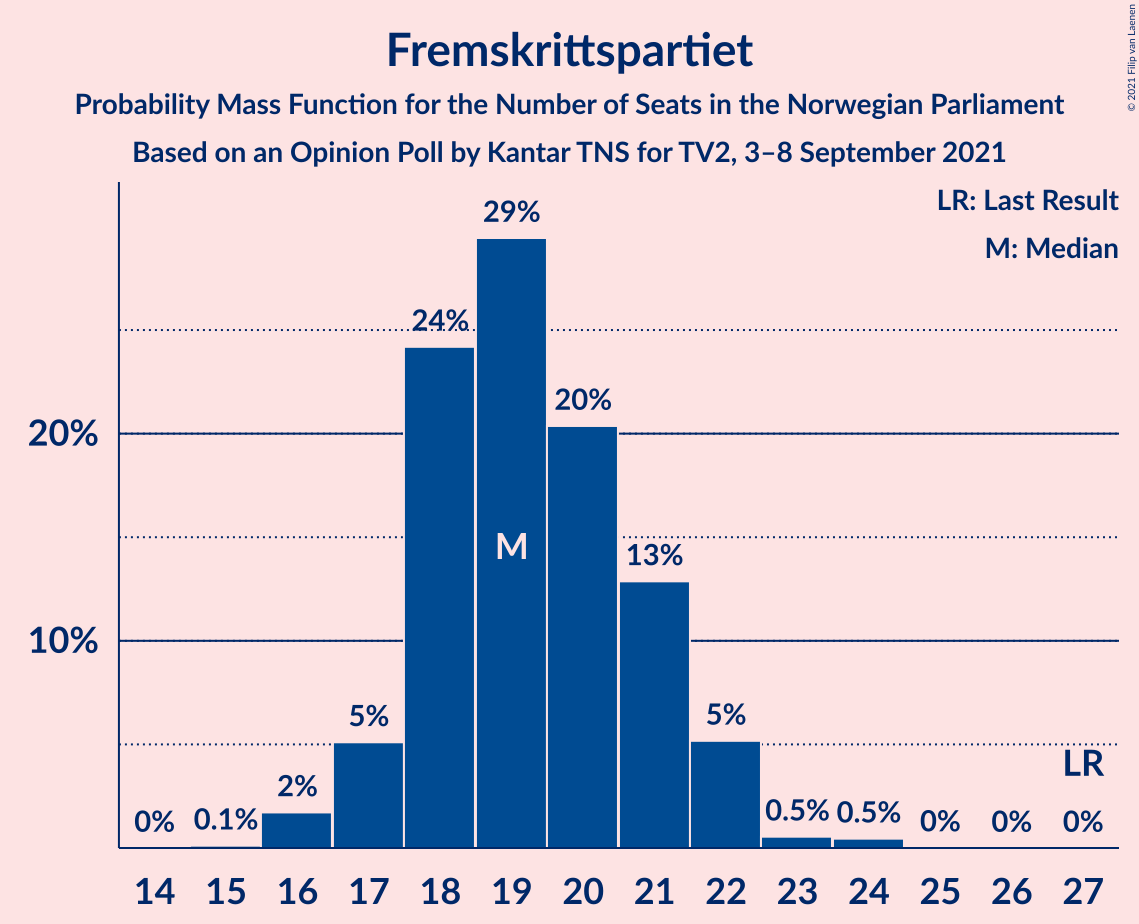 © 2021 Filip van Laenen
Fremskrittspartiet
Probability Mass Function for the Number of Seats in the Norwegian Parliament
Based on an Opinion Poll by Kantar TNS for TV2, 3–8 September 2021
LR: Last Result
M: Median
20%
10%
0%
0.1%
2%
5%
24%
29%
M
20%
13%
5%
0.5%
0.5%
0%
0%
LR
0%
14 15 16 17 18 19 20 21 22 23 24 25 26 27